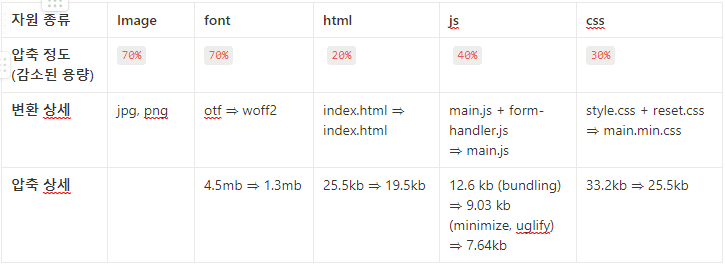 자원 종류 Image font html js css
압축 정도 70% 70% 20% 40% 30%
(감소된 용량)
변환 상세 jpg, png otf ⇒ woff2 index.html ⇒ main.js + form- style.css + reset.css
index.html handler.js ⇒ main.min.css
⇒ main.js
압축 상세 4.5mb ⇒ 1.3mb 25.5kb ⇒ 19.5kb 12.6 kb (bundling) 33.2kb ⇒ 25.5kb
⇒ 9.03 kb
(minimize, uglify)
⇒ 7.64kb